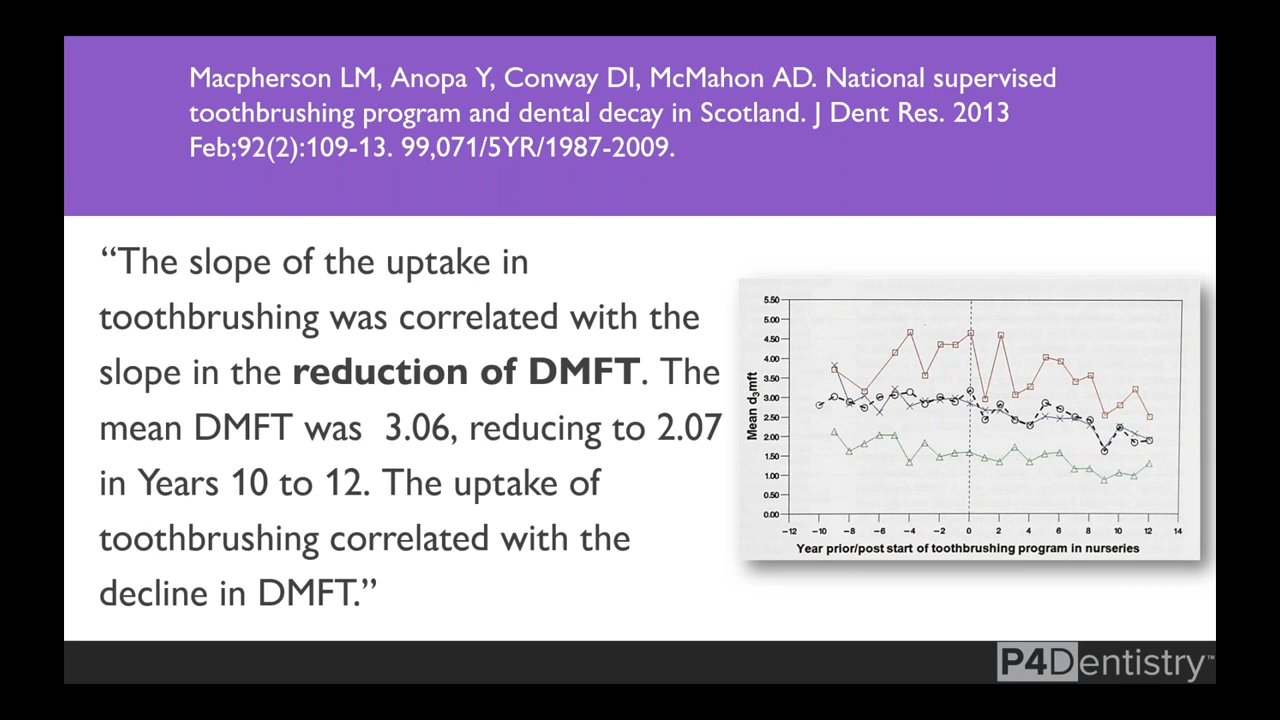 Macpherson LM, Anopa Y, Conway DI, McMahon AD. National supervised
toothbrushing program and dental decay in Scotland. J Dent Res. 2013
Feb;92(2):109-13. 99,071/5YR/1987-2009.
“The slope of the uptake in
toothbrushing was correlated with the
slope in the reduction of DMFT. The
mean DMFT was 3.06, reducing to 2.07
in Years 10 to 12. The uptake of
toothbrushing correlated with the
decline in DMFT.”
Mean d₃mft
5.50
5.00
4.50
4.00
3.50
3.00
2.50
2.00
1.50
1.00
0.50
0.00
−12 −10 −8 −6 −4 −2 0 2 4 6 8 10 12 14
Year prior/post start of toothbrushing program in nurseries
P4Dentistry™